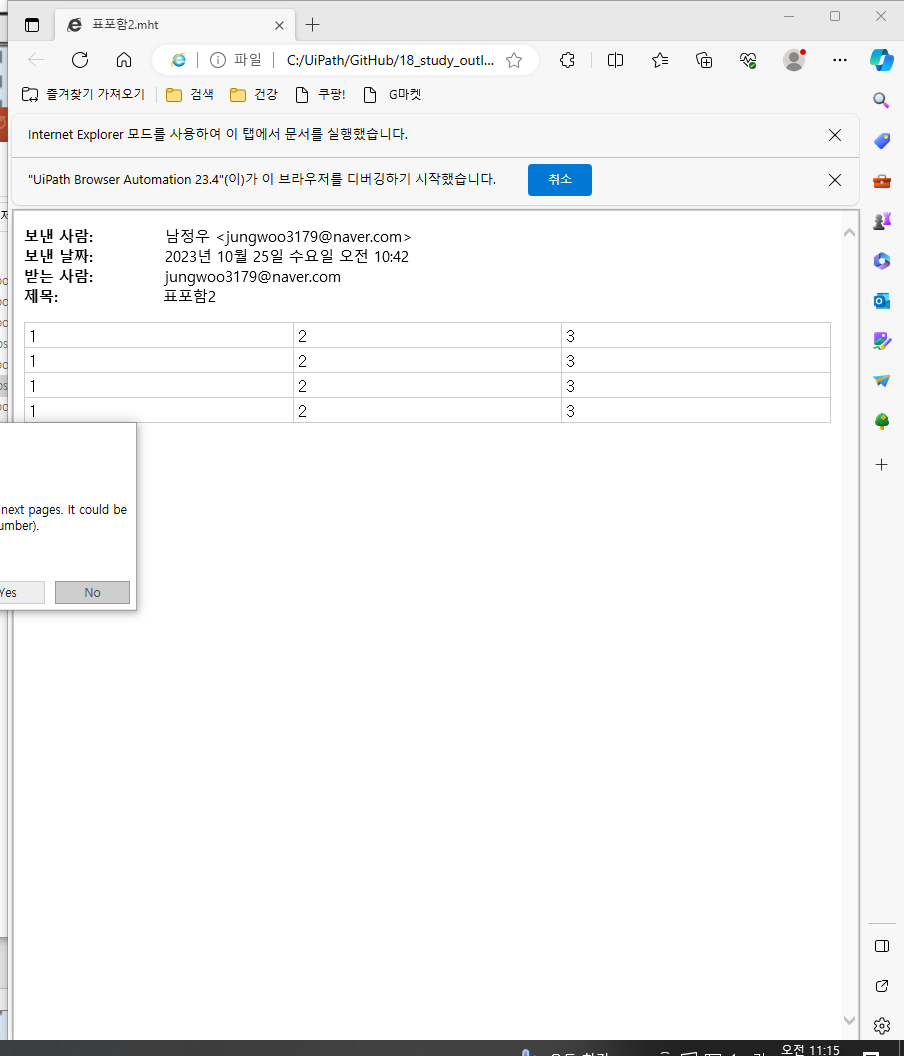 표포함2.mht
파일
C:/UiPath/GitHub/18_study_outl...
즐겨찾기 가져오기
검색
건강
쿠팡!
G마켓
Internet Explorer 모드를 사용하여 이 탭에서 문서를 실행했습니다.
"UiPath Browser Automation 23.4"(이)가 이 브라우저를 디버깅하기 시작했습니다.
취소
보낸 사람: 남정우 <jungwoo3179@naver.com>
보낸 날짜: 2023년 10월 25일 수요일 오전 10:42
받는 사람: jungwoo3179@naver.com
제목: 표포함2
1 2 3
1 2 3
1 2 3
1 2 3
next pages. It could be
umber).
Yes
No
오전 11:15